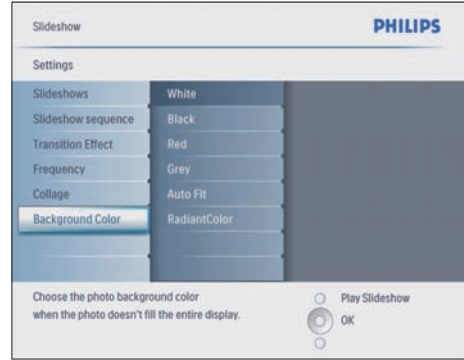 Slideshow
PHILIPS
Settings
Slideshows
Slideshow sequence
Transition Effect
Frequency
Collage
Background Color
White
Black
Red
Grey
Auto Fit
RadiantColor
Choose the photo background color
when the photo doesn't fill the entire display.
Play Slideshow
OK